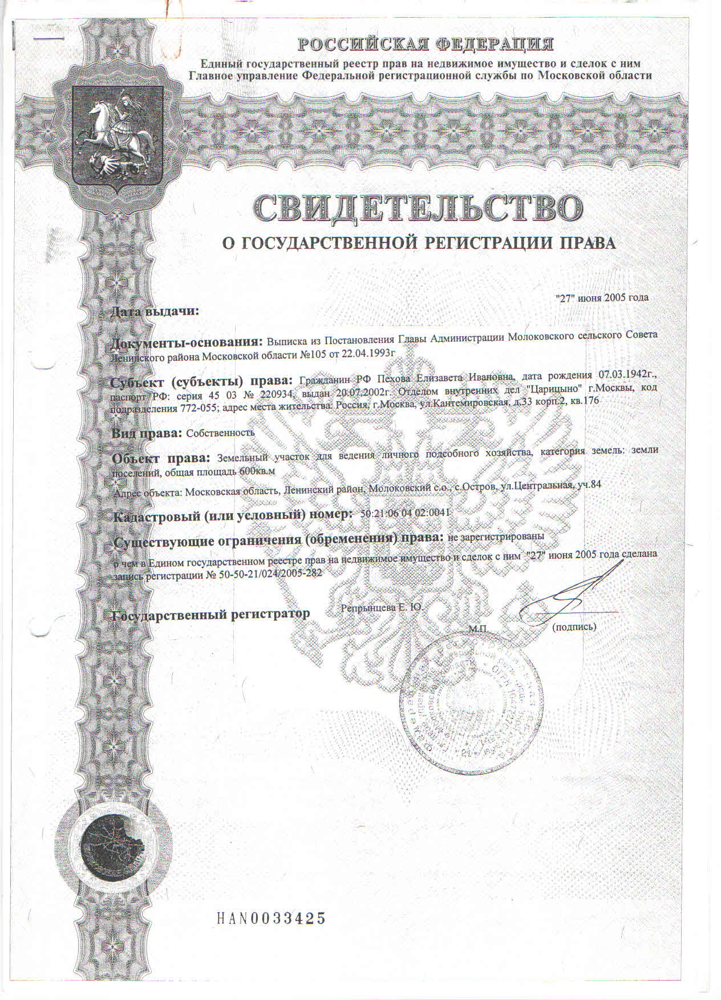 РОССИЙСКАЯ ФЕДЕРАЦИЯ
Единый государственный реестр прав на недвижимое имущество и сделок с ним
Главное управление Федеральной регистрационной службы по Московской области
СВИДЕТЕЛЬСТВО
О ГОСУДАРСТВЕННОЙ РЕГИСТРАЦИИ ПРАВА
"27" июня 2005 года
Дата выдачи:
Документы-основания: Выписка из Постановления Главы Администрации Молоковского сельского Совета
Ленинского района Московской области №105 от 22.04.1993г
Субъект (субъекты) права: Гражданин РФ Пехова Елизавета Ивановна, дата рождения 07.03.1942г.,
паспорт РФ: серия 45 03 № 220934, выдан 20.07.2002г. Отделом внутренних дел "Царицыно" г.Москвы, код
подразделения 772-055; адрес места жительства: Россия, г.Москва, ул.Кантемировская, д.33 корп.2, кв.176
Вид права: Собственность
Объект права: Земельный участок для ведения личного подсобного хозяйства, категория земель: земли
поселений, общая площадь 600кв.м
Адрес объекта: Московская область, Ленинский район, Молоковский с.о., с.Остров, ул.Центральная, уч.84
Кадастровый (или условный) номер: 50:21:06 04 02:0041
Существующие ограничения (обременения) права: не зарегистрированы
о чем в Едином государственном реестре прав на недвижимое имущество и сделок с ним "27" июня 2005 года сделана
запись регистрации № 50-50-21/024/2005-282
Государственный регистратор Репрынцева Е. Ю.
М.П. (подпись)
HAN0033425